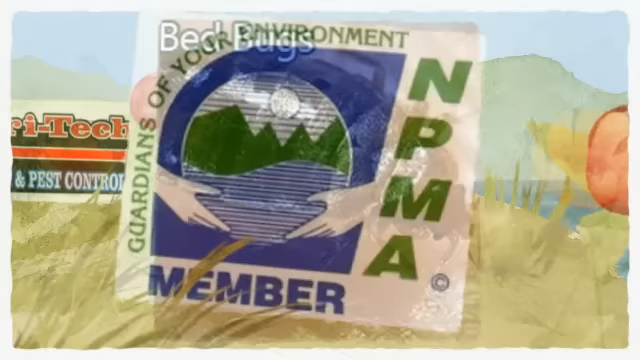 Bed Bugs
GUARDIANS OF YOUR ENVIRONMENT
NPMA
ri-Tech
& PEST CONTROL
MEMBER
©